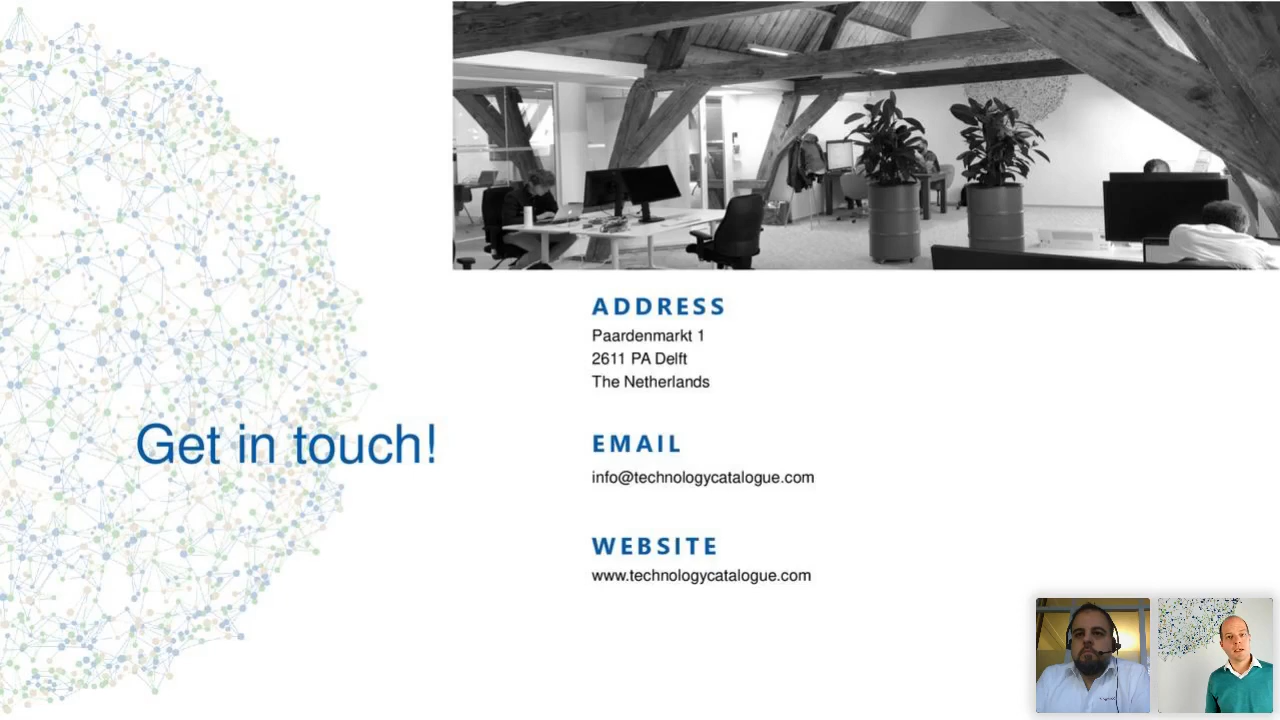 Get in touch!
ADDRESS
Paardenmarkt 1
2611 PA Delft
The Netherlands
EMAIL
info@technologycatalogue.com
WEBSITE
www.technologycatalogue.com